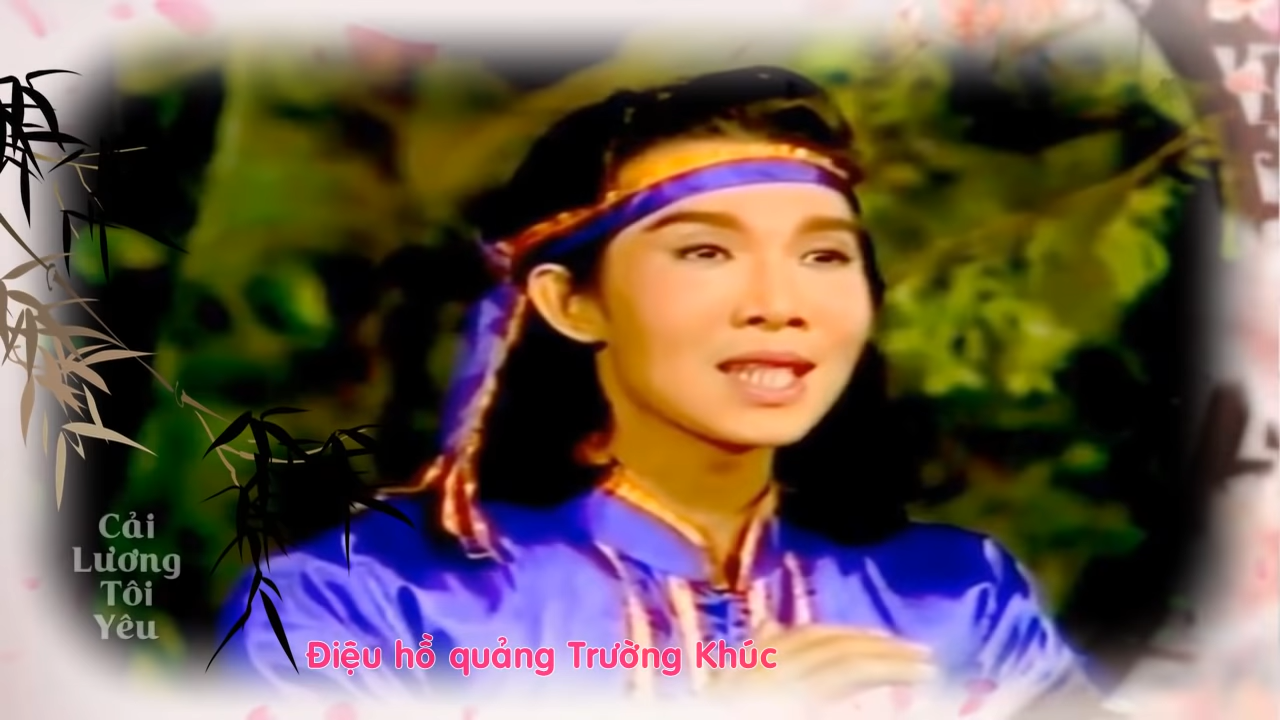 Cải
Lương
Tôi
Yêu
Điệu hồ quảng Trường Khúc